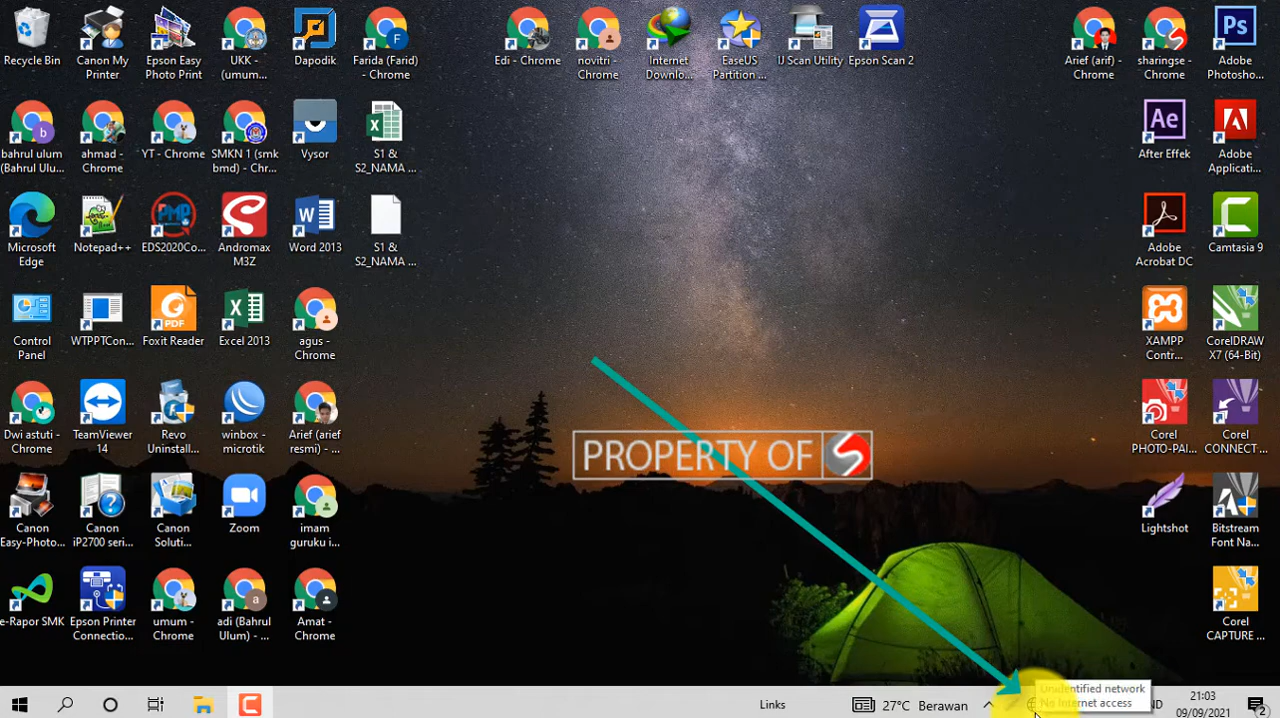 Recycle Bin
Canon My
Printer
Epson Easy
Photo Print
UKK -
(umum...
Dapodik
Farida (Farid)
- Chrome
Edi - Chrome
novitri -
Chrome
Internet
Downlo...
EaseUS
Partition ...
IJ Scan Utility
Epson Scan 2
Arief (arif) -
Chrome
sharingse -
Chrome
Ps
Adobe
Photosho...
bahrul ulum
(Bahrul Ulu...
ahmad -
Chrome
YT - Chrome
SMKN 1 (smk
bmd) - Chr...
Vysor
S1 &
S2_NAMA ...
Ae
After Effek
Adobe
Applicati...
Microsoft
Edge
Notepad++
PMP
EDS2020Co...
Andromax
M3Z
Word 2013
S1 &
S2_NAMA ...
Adobe
Acrobat DC
Camtasia 9
Control
Panel
WTPPTCon...
PDF
Foxit Reader
Excel 2013
agus -
Chrome
XAMPP
Contr...
CorelDRAW
X7 (64-Bit)
Dwi astuti -
Chrome
TeamViewer
14
Revo
Uninstall...
winbox -
microtik
Arief (arief
resmi) - ...
PROPERTY OF S
Corel
PHOTO-PAI...
Corel
CONNECT ...
Canon
Easy-Photo...
Canon
iP2700 seri...
Canon
Soluti...
Zoom
imam
guruku i...
Lightshot
Bitstream
Font Na...
e-Rapor SMK
Epson Printer
Connectio...
umum -
Chrome
adi (Bahrul
Ulum) - ...
Amat -
Chrome
Corel
CAPTURE ...
Unidentified network
No Internet access
Links
27°C Berawan
21:03
09/09/2021
2